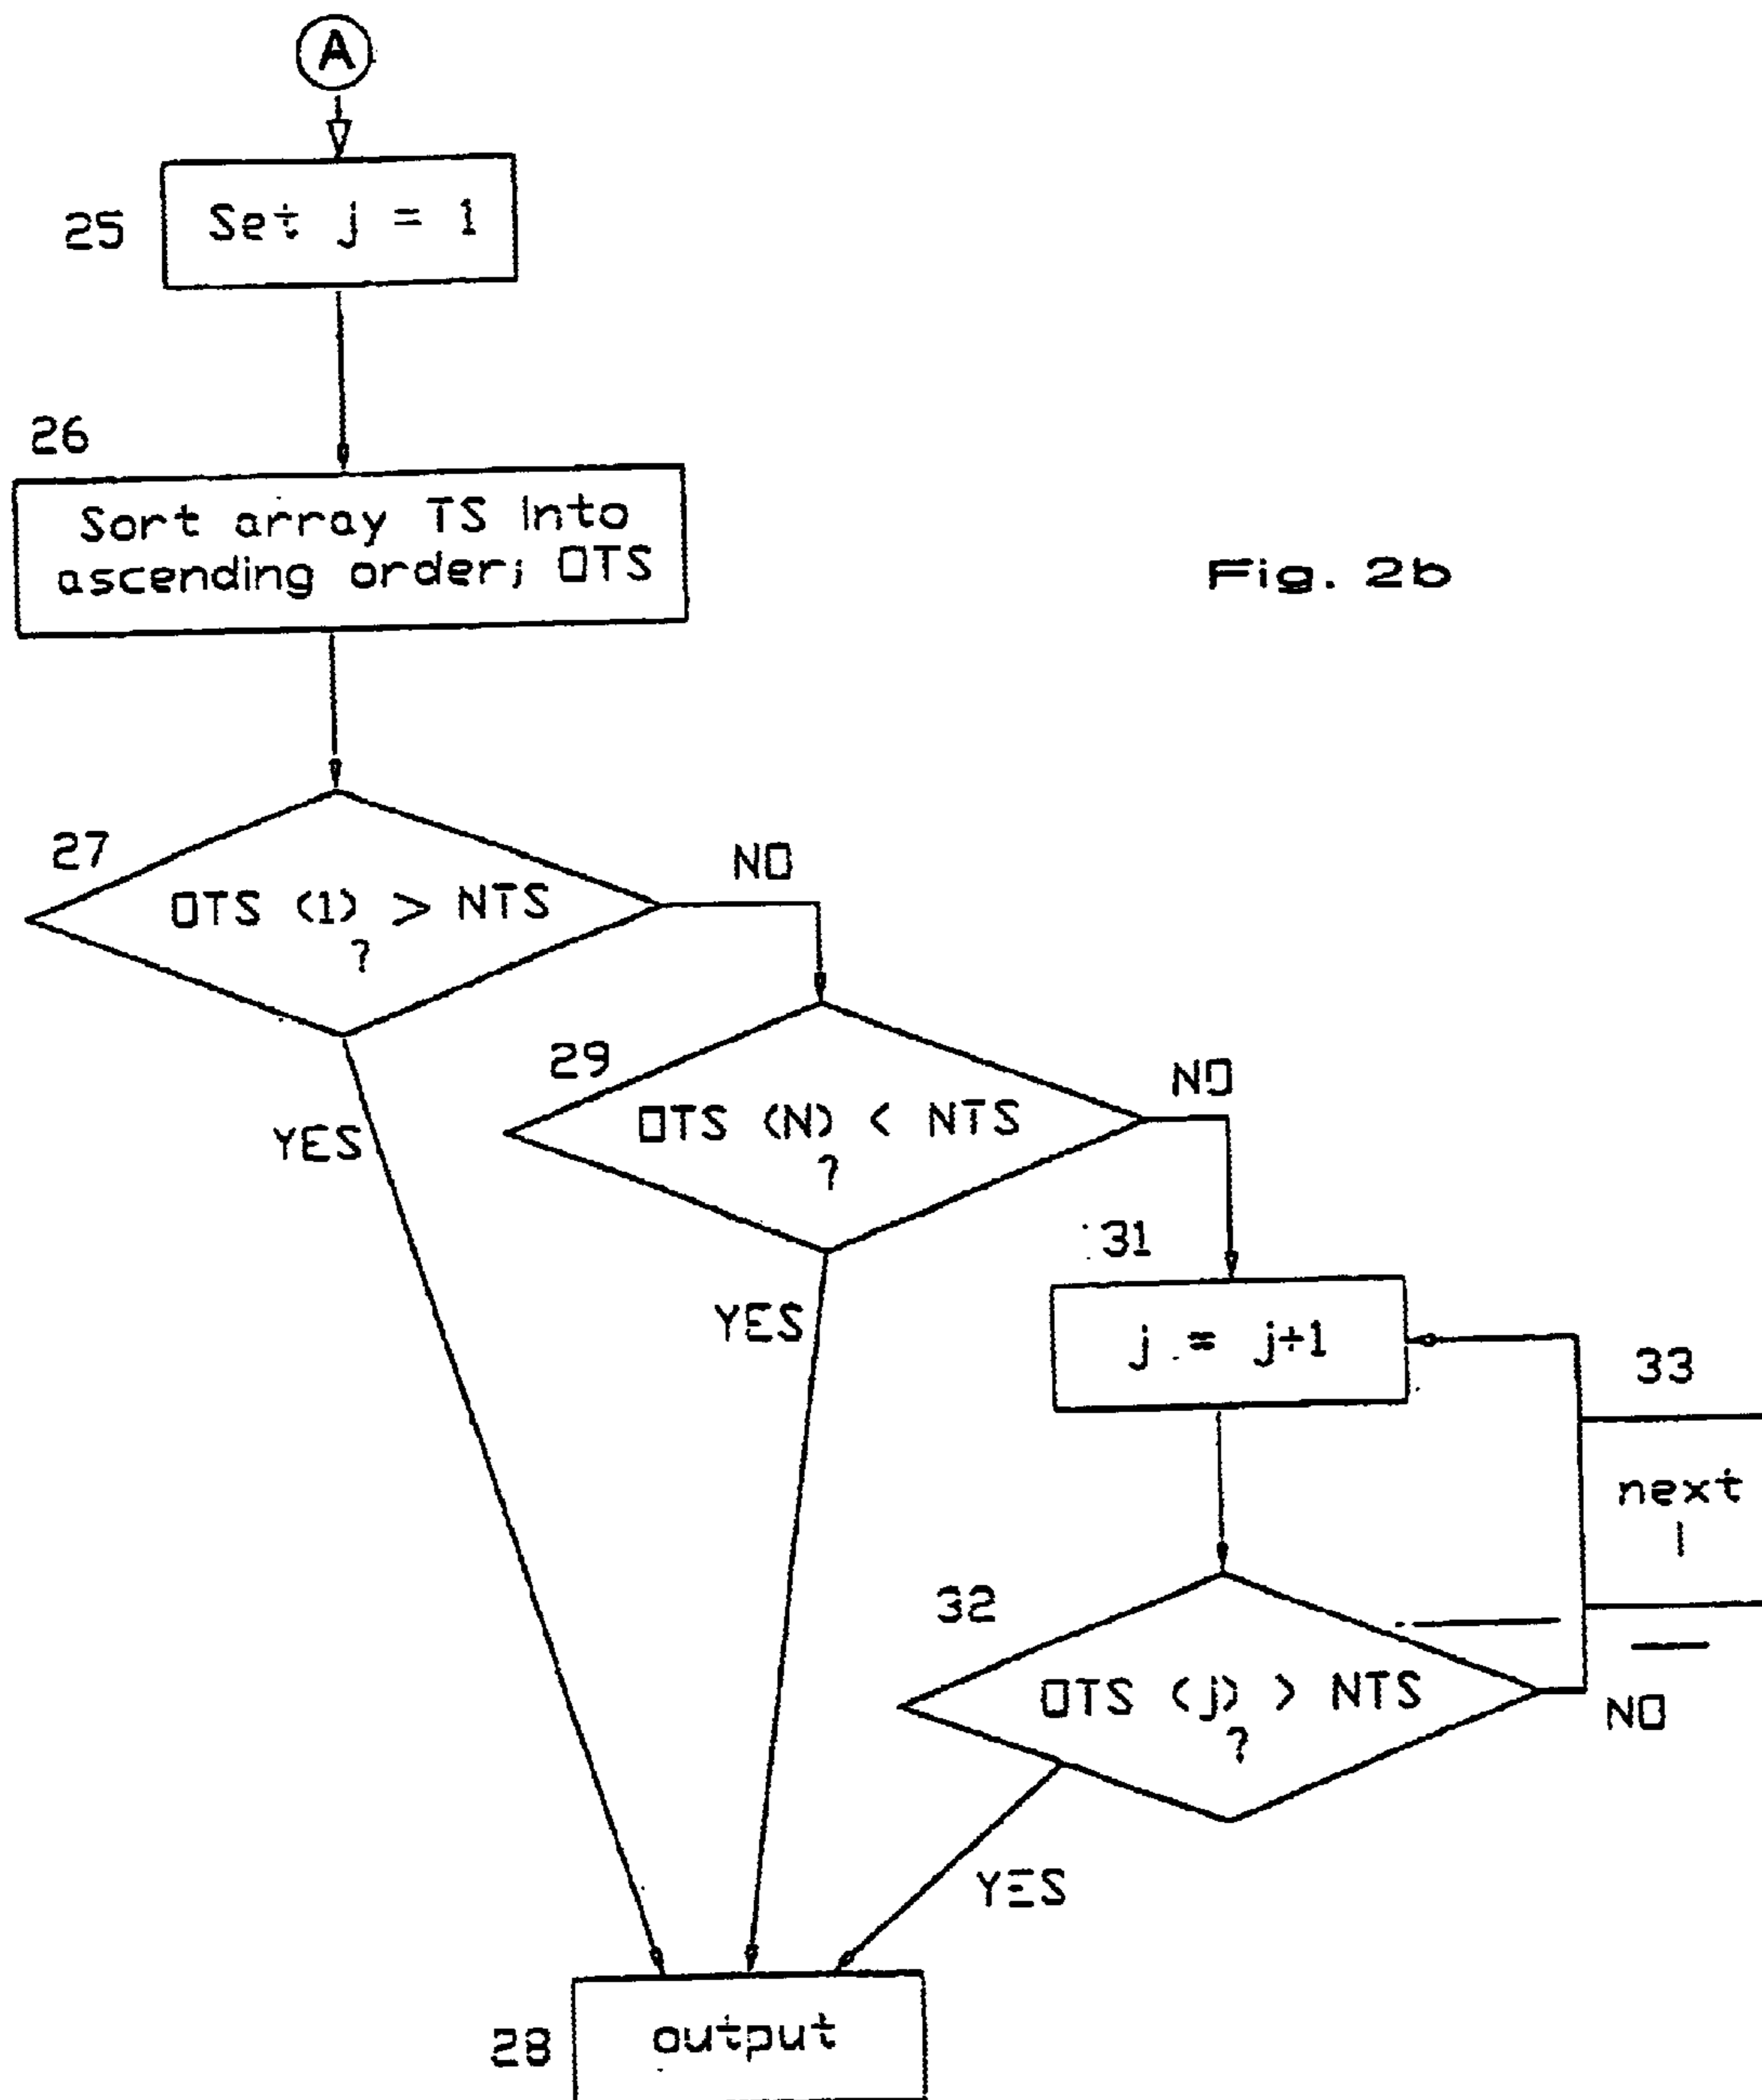 A
25
Set j = 1
26
Sort array TS into
ascending order; OTS
Fig. 2b
27
OTS (1) > NTS
?
NO
YES
29
OTS (N) < NTS
?
NO
YES
31
j = j+1
33
next
32
OTS (j) > NTS
?
NO
YES
28
output